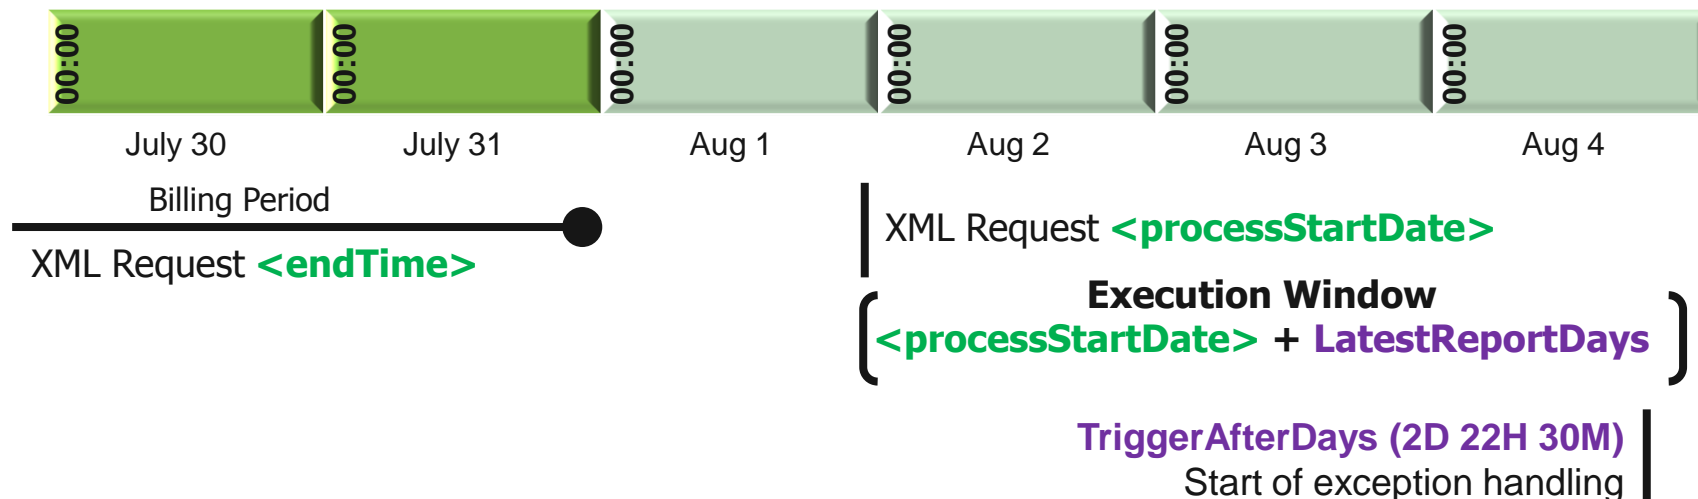 00:00 00:00 00:00 00:00 00:00 00:00
July 30 July 31 Aug 1 Aug 2 Aug 3 Aug 4
Billing Period
XML Request <endTime>
XML Request <processStartDate>
Execution Window
<processStartDate> + LatestReportDays
TriggerAfterDays (2D 22H 30M)
Start of exception handling